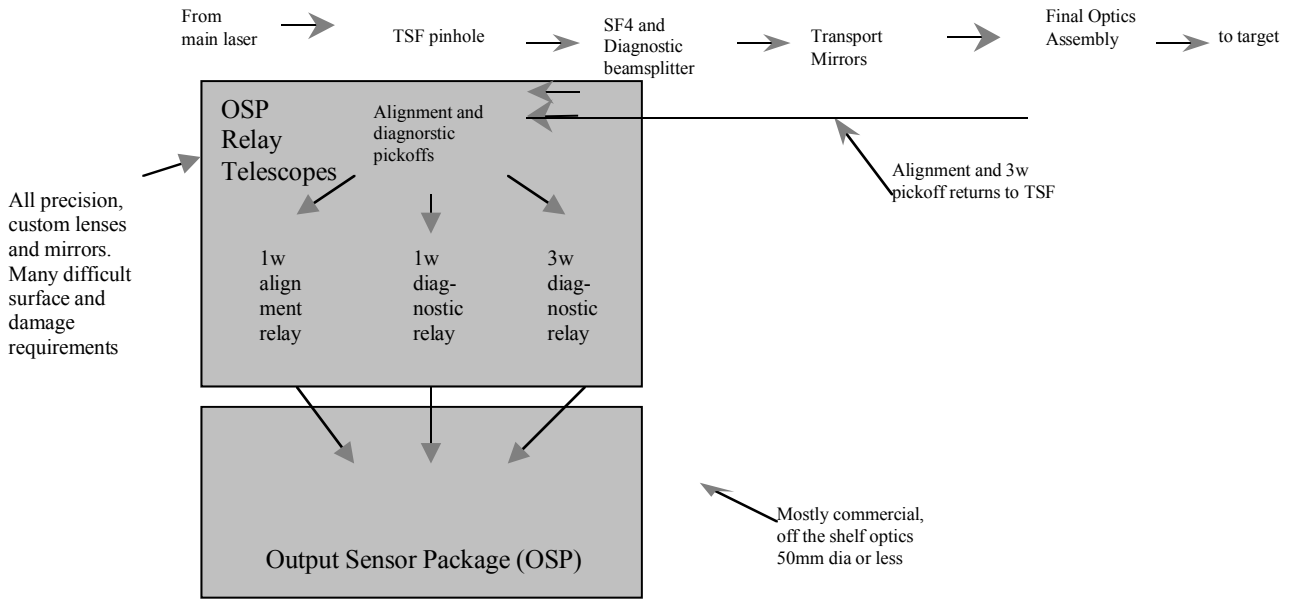 From
main laser
TSF pinhole
SF4 and
Diagnostic
beamsplitter
Transport
Mirrors
Final Optics
Assembly
to target
OSP
Relay
Telescopes
Alignment and
diagnorstic
pickoffs
Alignment and 3w
pickoff returns to TSF
All precision,
custom lenses
and mirrors.
Many difficult
surface and
damage
requirements
1w
align
ment
relay
1w
diag-
nostic
relay
3w
diag-
nostic
relay
Mostly commercial,
off the shelf optics
50mm dia or less
Output Sensor Package (OSP)